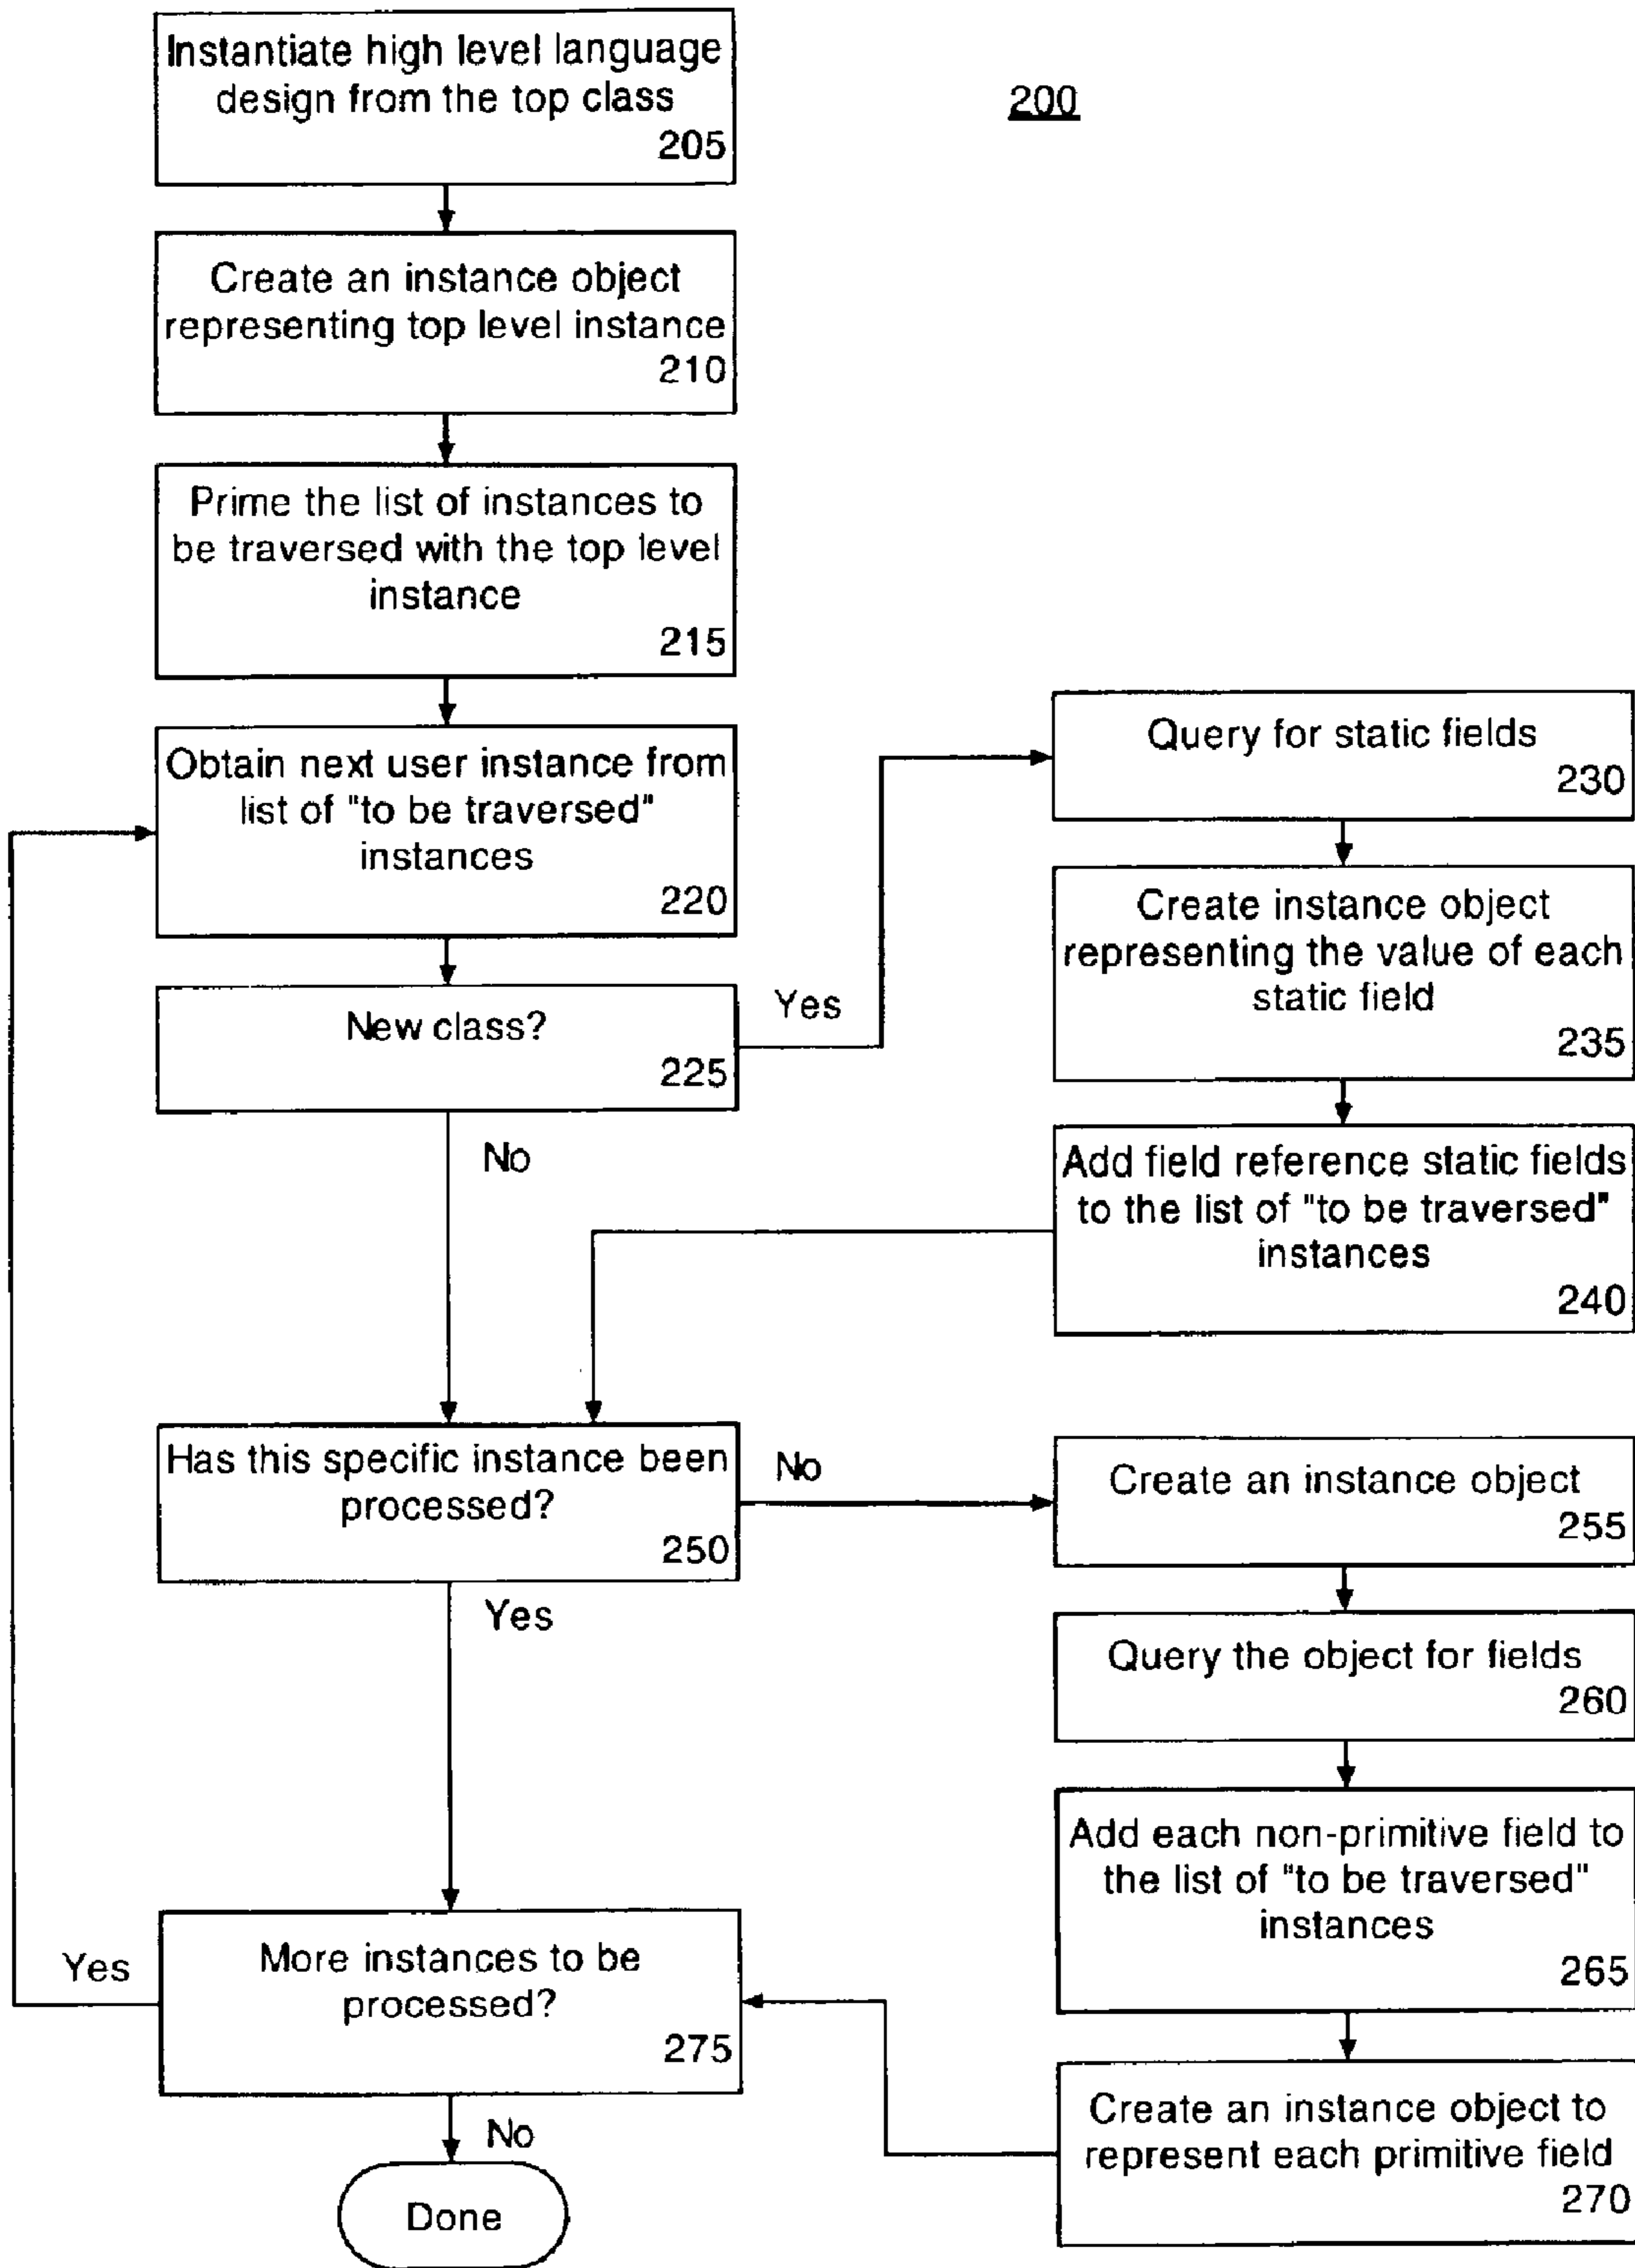 Instantiate high level language
design from the top class
205
200
Create an instance object
representing top level instance
210
Prime the list of instances to
be traversed with the top level
instance
215
Obtain next user instance from
list of "to be traversed"
instances
220
New class?
225
Yes
No
Query for static fields
230
Create instance object
representing the value of each
static field
235
Add field reference static fields
to the list of "to be traversed"
instances
240
Has this specific instance been
processed?
250
No
Yes
Create an instance object
255
Query the object for fields
260
Add each non-primitive field to
the list of "to be traversed"
instances
265
Create an instance object to
represent each primitive field
270
Yes
More instances to be
processed?
275
No
Done